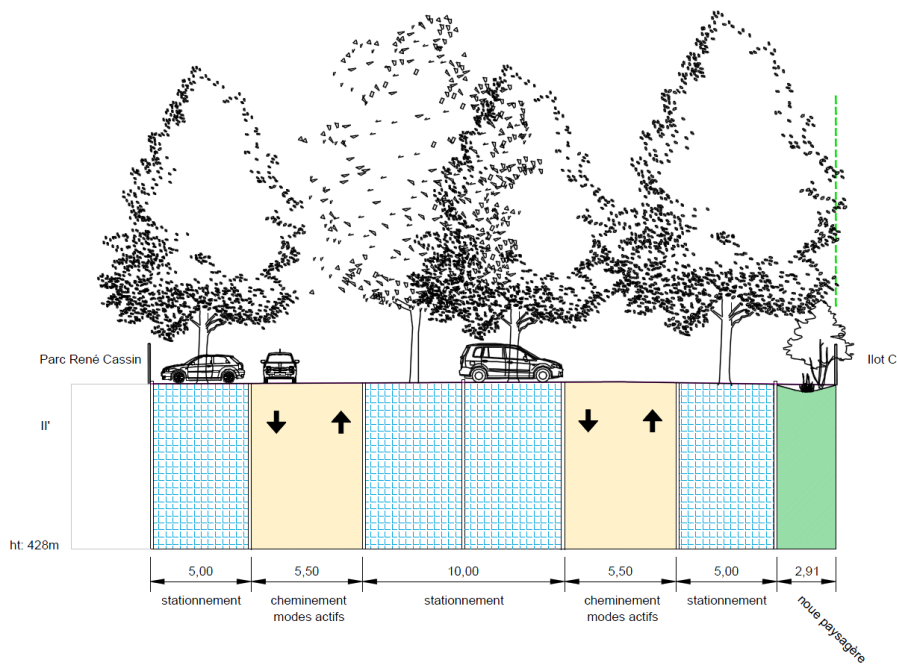 Parc René Cassin
Ilot C
II'
ht: 428m
5,00
5,50
10,00
5,50
5,00
2,91
stationnement
cheminement
modes actifs
stationnement
cheminement
modes actifs
stationnement
noue paysagère